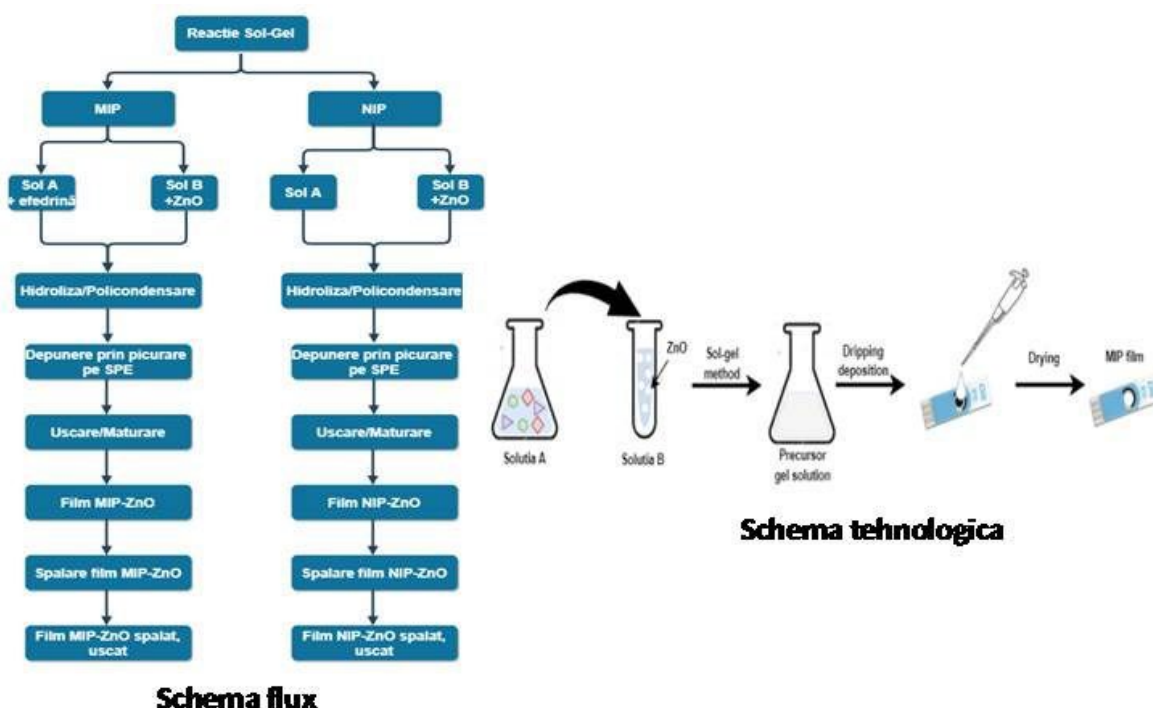 Reactie Sol-Gel
MIP
NIP
Sol A
+ efedrină
Sol B
+ZnO
Sol A
Sol B
+ZnO
Hidroliza/Policondensare
Hidroliza/Policondensare
Depunere prin picurare
pe SPE
Depunere prin picurare
pe SPE
Uscare/Maturare
Uscare/Maturare
Film MIP-ZnO
Film NIP-ZnO
Spalare film MIP-ZnO
Spalare film NIP-ZnO
Film MIP-ZnO spalat,
uscat
Film NIP-ZnO spalat,
uscat
Schema flux
ZnO
Sol-gel
method
Dripping
deposition
Drying
MIP film
Solutia A
Solutia B
Precursor
gel solution
Schema tehnologica